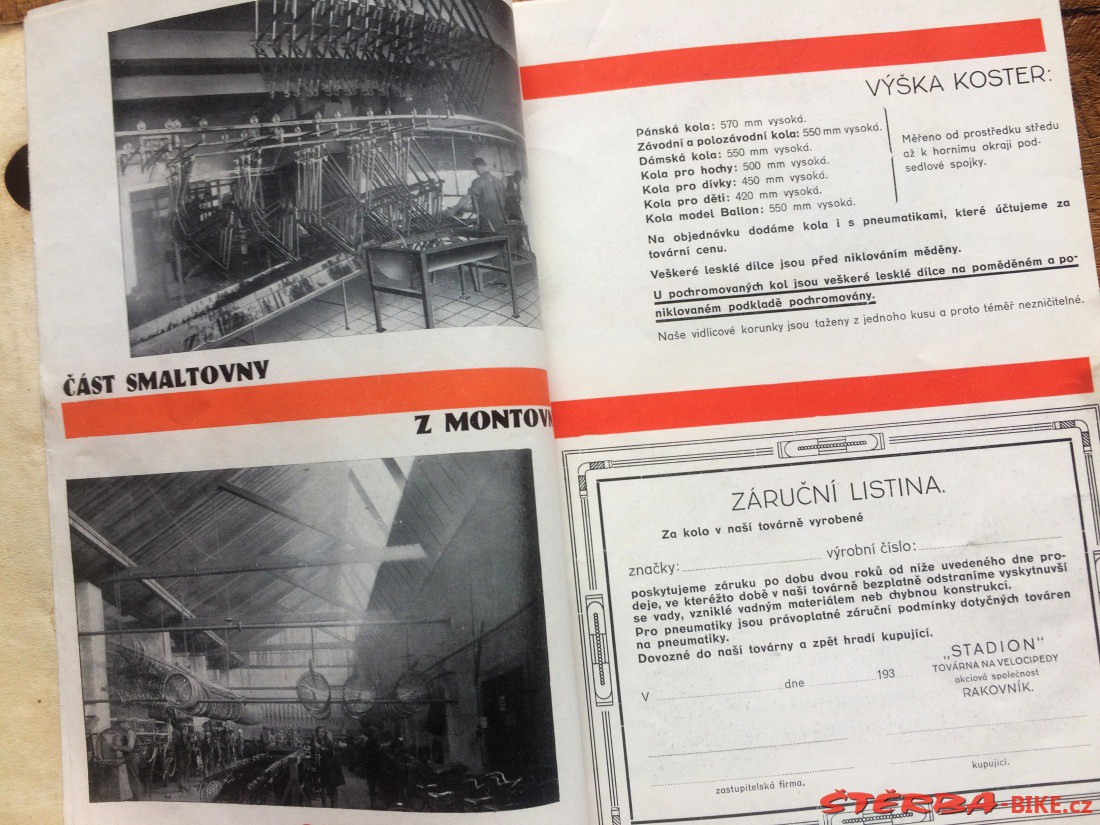 ČÁST SMALTOVNY
Z MONTOVN
VÝŠKA KOSTER:
Pánská kola: 570 mm vysoká.
Závodní a polozávodní kola: 550 mm vysoká.
Dámská kola: 550 mm vysoká.
Kola pro hochy: 500 mm vysoká.
Kola pro dívky: 450 mm vysoká.
Kola pro děti: 420 mm vysoká.
Kola model Ballon: 550 mm vysoká.
Měřeno od prostředku středu
až k hornímu okraji pod-
sedlové spojky.
Na objednávku dodáme kola i s pneumatikami, které účtujeme za
tovární cenu.
Veškeré lesklé dílce jsou před niklováním měděny.
U pochromovaných kol jsou veškeré lesklé dílce na poměděném a po-
niklovaném podkladě pochromovány.
Naše vidlicové korunky jsou taženy z jednoho kusu a proto téměř nezničitelné.
ZÁRUČNÍ LISTINA.
Za kolo v naší továrně vyrobené
značky: výrobní číslo:
poskytujeme záruku po dobu dvou roků od níže uvedeného dne pro-
deje, ve kteréžto době v naší továrně bezplatně odstraníme vyskytnuvší
se vady, vzniklé vadným materiálem neb chybnou konstrukcí.
Pro pneumatiky jsou právoplatné záruční podmínky dotyčných továren
na pneumatiky.
Dovozné do naší továrny a zpět hradí kupující.
V dne 193
„STADION"
TOVÁRNA NA VELOCIPEDY
akciová společnost
RAKOVNÍK.
zastupitelská firma.
kupující.
ŠTĚRBA-BIKE.cz